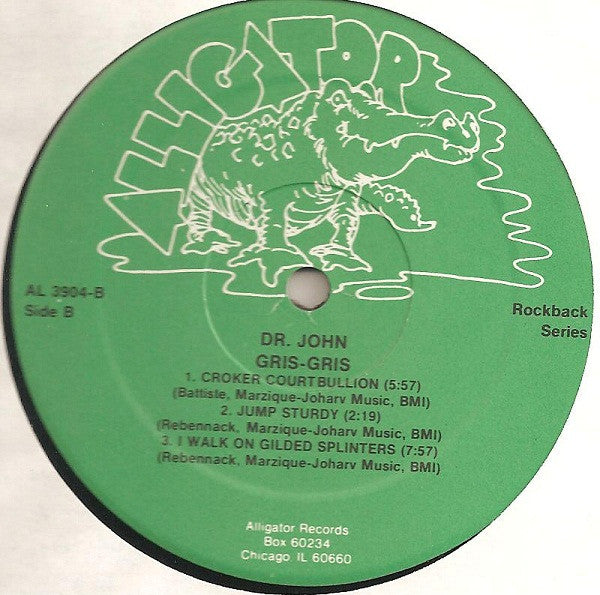 ALLIGATOR
AL 3904-B
Side B
Rockback
Series
DR. JOHN
GRIS-GRIS
1. CROKER COURTBULLION (5:57)
(Battiste, Marzique-Joharv Music, BMI)
2. JUMP STURDY (2:19)
(Rebennack, Marzique-Joharv Music, BMI)
3. I WALK ON GILDED SPLINTERS (7:57)
(Rebennack, Marzique-Joharv Music, BMI)
Alligator Records
Box 60234
Chicago, IL 60660